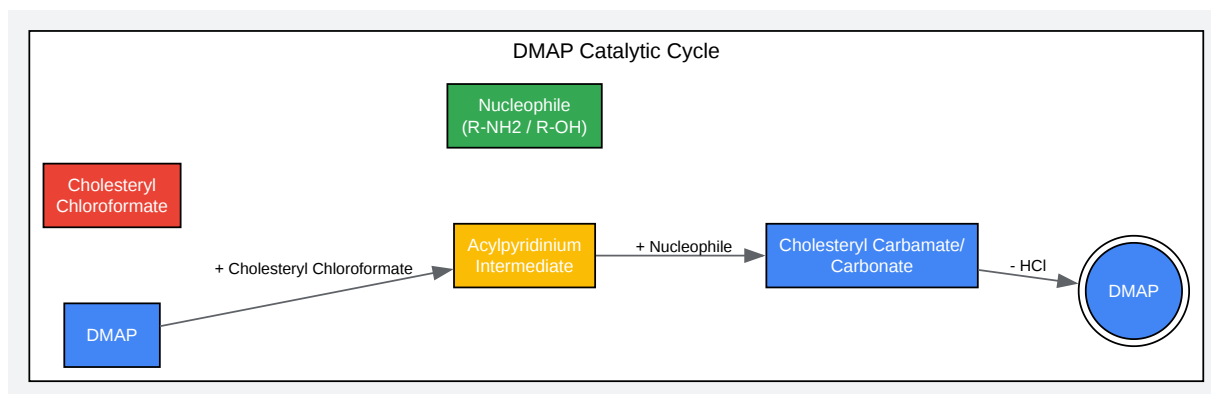 DMAP Catalytic Cycle
Nucleophile
(R-NH2 / R-OH)
Cholesteryl
Chloroformate
+ Cholesteryl Chloroformate
Acylpyridinium
Intermediate
+ Nucleophile
Cholesteryl Carbamate/
Carbonate
- HCl
DMAP
DMAP